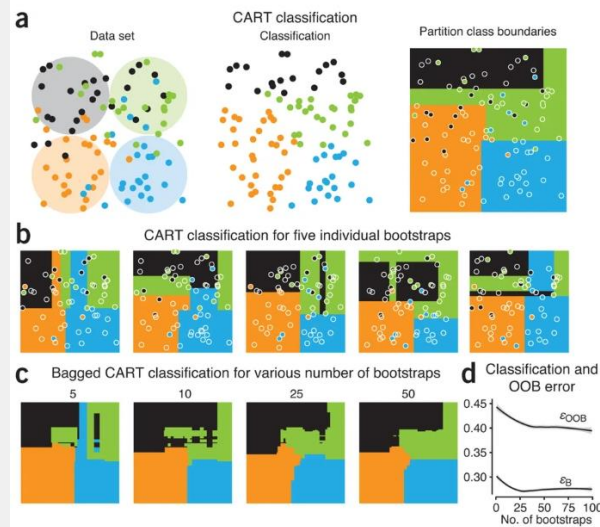 a
CART classification
Data set
Classification
Partition class boundaries
b
CART classification for five individual bootstraps
c
Bagged CART classification for various number of bootstraps
5
10
25
50
d
Classification and
OOB error
0.45
0.40
0.35
0.30
εOOB
εB
0 25 50 75 100
No. of bootstraps